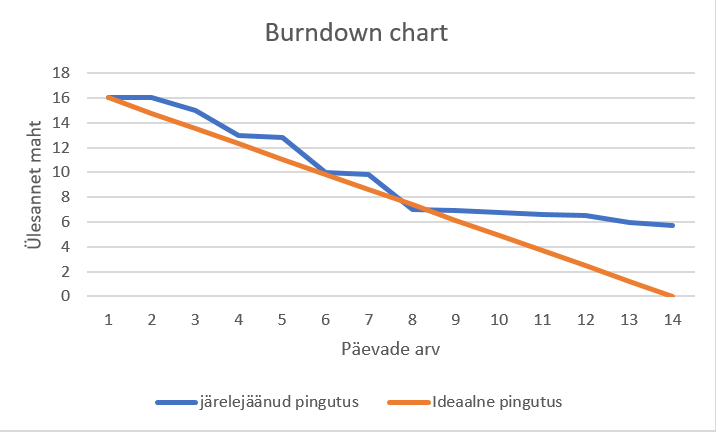 Burndown chart
Ülesannet maht
18
16
14
12
10
8
6
4
2
0
1 2 3 4 5 6 7 8 9 10 11 12 13 14
Päevade arv
järelejäänud pingutus Ideaalne pingutus